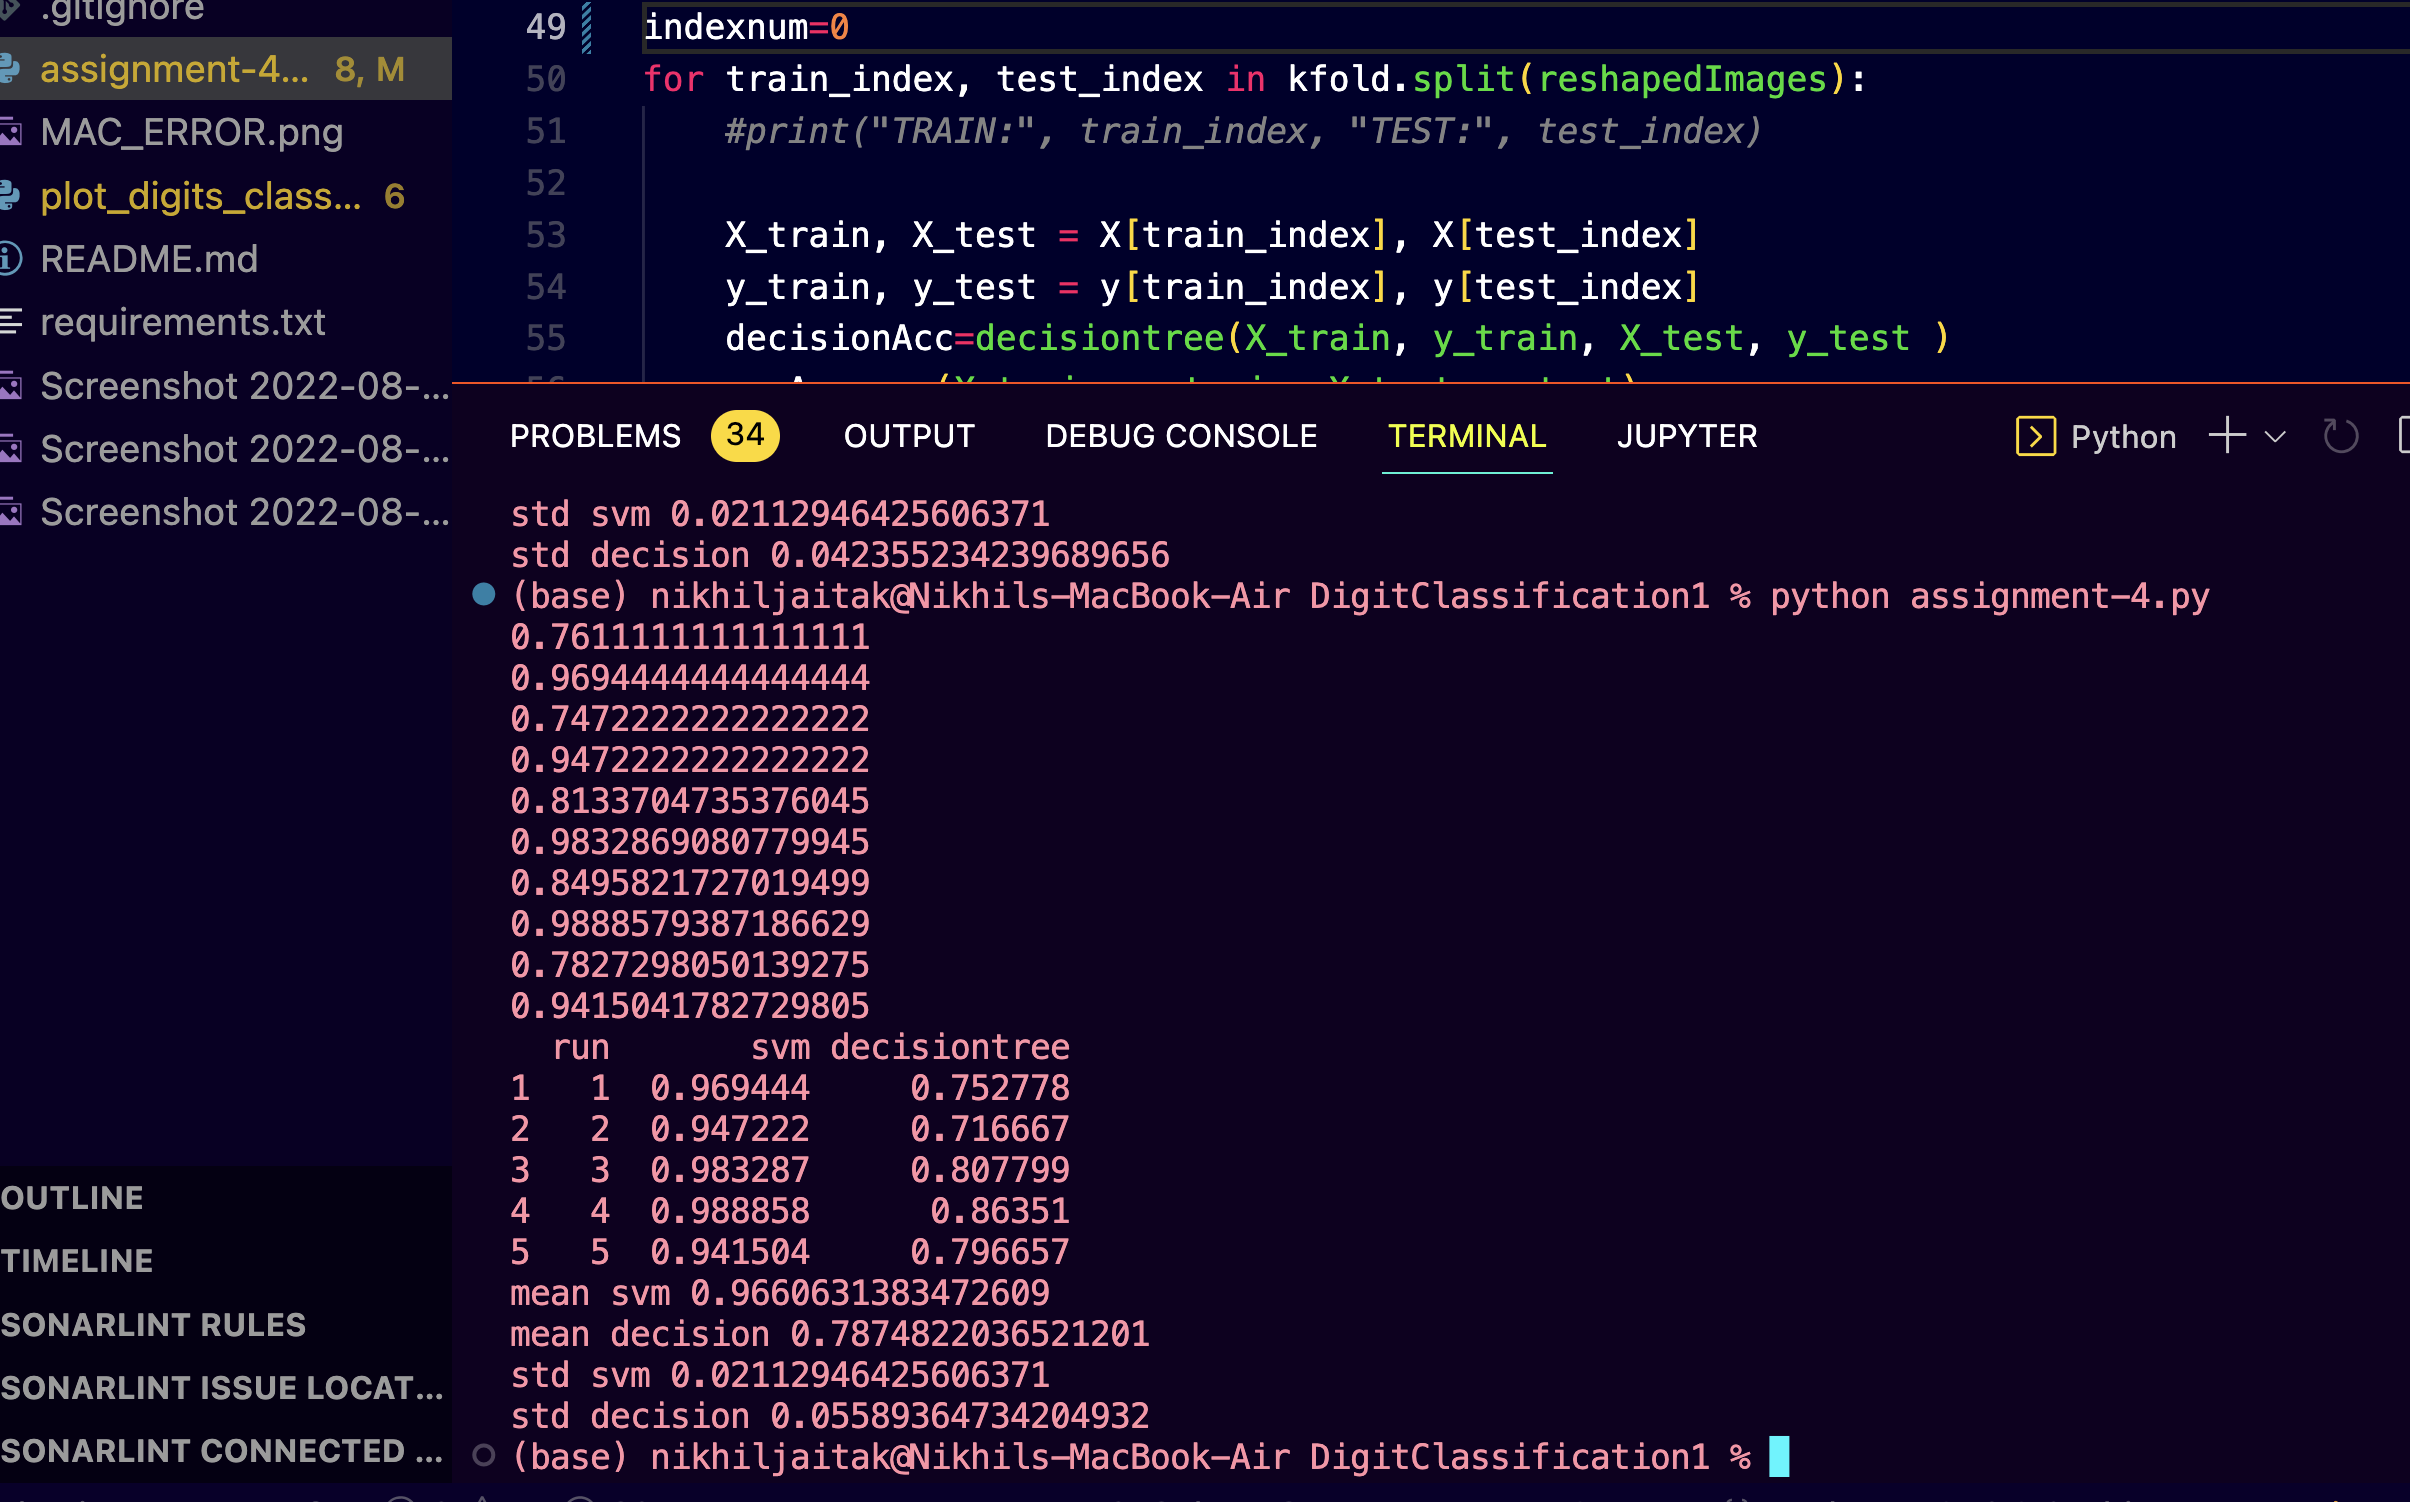 .gitignore
assignment-4... 8, M
MAC_ERROR.png
plot_digits_class... 6
README.md
requirements.txt
Screenshot 2022-08-...
Screenshot 2022-08-...
Screenshot 2022-08-...
OUTLINE
TIMELINE
SONARLINT RULES
SONARLINT ISSUE LOCAT...
SONARLINT CONNECTED ...
49 indexnum=0
50 for train_index, test_index in kfold.split(reshapedImages):
51 #print("TRAIN:", train_index, "TEST:", test_index)
52
53 X_train, X_test = X[train_index], X[test_index]
54 y_train, y_test = y[train_index], y[test_index]
55 decisionAcc=decisiontree(X_train, y_train, X_test, y_test )
PROBLEMS 34 OUTPUT DEBUG CONSOLE TERMINAL JUPYTER Python
std svm 0.02112946425606371
std decision 0.042355234239689656
(base) nikhiljaitak@Nikhils-MacBook-Air DigitClassification1 % python assignment-4.py
0.7611111111111111
0.9694444444444444
0.7472222222222222
0.9472222222222222
0.8133704735376045
0.9832869080779945
0.8495821727019499
0.9888579387186629
0.7827298050139275
0.9415041782729805
run svm decisiontree
1 1 0.969444 0.752778
2 2 0.947222 0.716667
3 3 0.983287 0.807799
4 4 0.988858 0.86351
5 5 0.941504 0.796657
mean svm 0.9660631383472609
mean decision 0.7874822036521201
std svm 0.02112946425606371
std decision 0.05589364734204932
(base) nikhiljaitak@Nikhils-MacBook-Air DigitClassification1 %